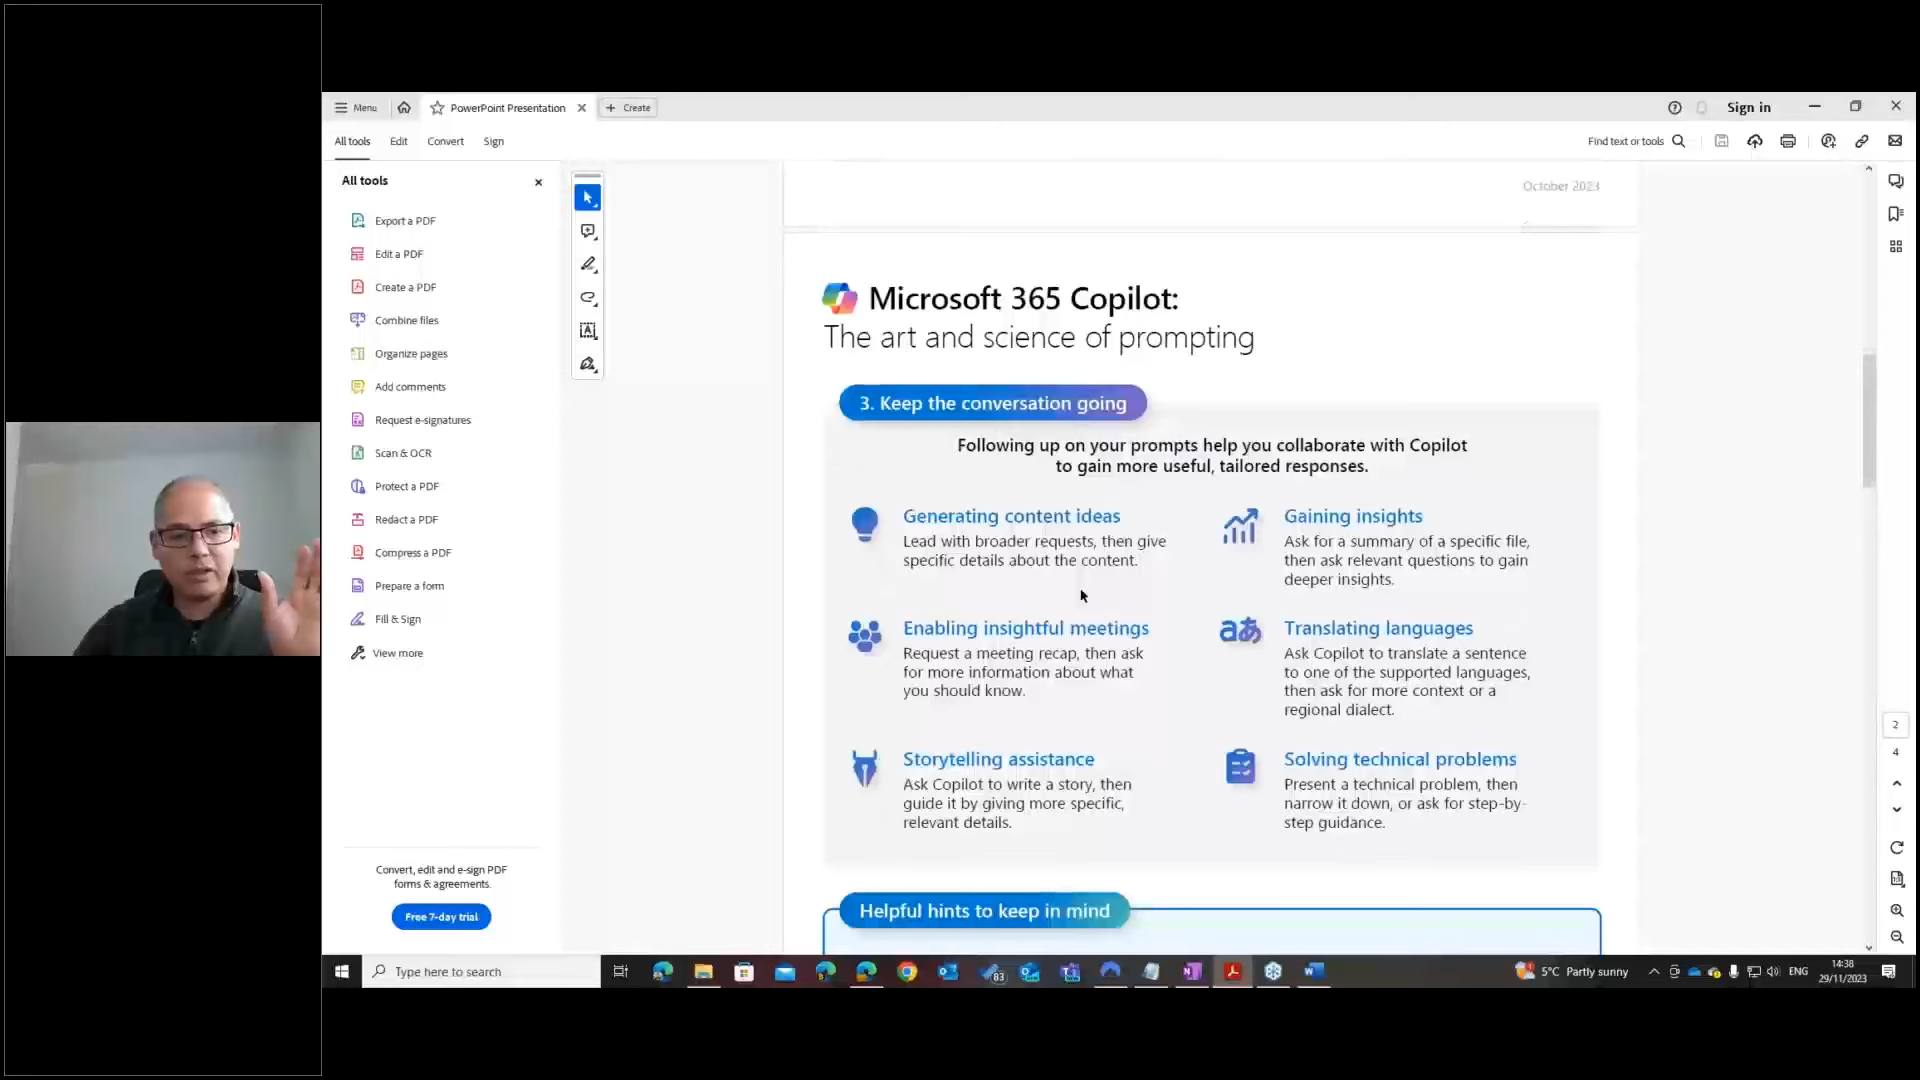 Menu
PowerPoint Presentation
Create
Sign in
All tools
Edit
Convert
Sign
Find text or tools
All tools
Export a PDF
Edit a PDF
Create a PDF
Combine files
Organize pages
Add comments
Request e-signatures
Scan & OCR
Protect a PDF
Redact a PDF
Compress a PDF
Prepare a form
Fill & Sign
View more
Convert, edit and e-sign PDF
forms & agreements.
Free 7-day trial
October 2023
Microsoft 365 Copilot:
The art and science of prompting
3. Keep the conversation going
Following up on your prompts help you collaborate with Copilot
to gain more useful, tailored responses.
Generating content ideas
Lead with broader requests, then give
specific details about the content.
Gaining insights
Ask for a summary of a specific file,
then ask relevant questions to gain
deeper insights.
Enabling insightful meetings
Request a meeting recap, then ask
for more information about what
you should know.
Translating languages
Ask Copilot to translate a sentence
to one of the supported languages,
then ask for more context or a
regional dialect.
Storytelling assistance
Ask Copilot to write a story, then
guide it by giving more specific,
relevant details.
Solving technical problems
Present a technical problem, then
narrow it down, or ask for step-by-
step guidance.
Helpful hints to keep in mind
2
4
Type here to search
83
5°C Partly sunny
ENG
14:38
29/11/2023